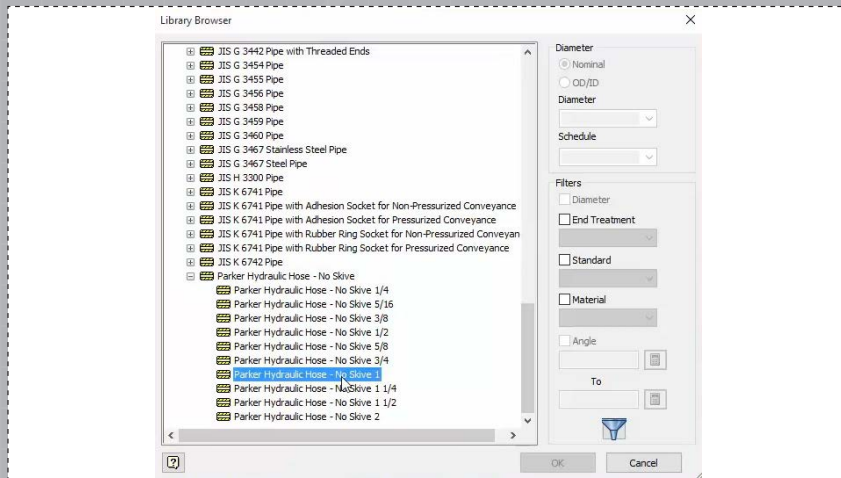 Library Browser
JIS G 3442 Pipe with Threaded Ends
JIS G 3454 Pipe
JIS G 3455 Pipe
JIS G 3456 Pipe
JIS G 3457 Pipe
JIS G 3458 Pipe
JIS G 3459 Pipe
JIS G 3460 Pipe
JIS G 3467 Stainless Steel Pipe
JIS G 3467 Steel Pipe
JIS H 3300 Pipe
JIS K 6741 Pipe
JIS K 6741 Pipe with Adhesion Socket for Non-Pressurized Conveyance
JIS K 6741 Pipe with Adhesion Socket for Pressurized Conveyance
JIS K 6741 Pipe with Rubber Ring Socket for Non-Pressurized Conveyan
JIS K 6741 Pipe with Rubber Ring Socket for Pressurized Conveyance
JIS K 6742 Pipe
Parker Hydraulic Hose - No Skive
Parker Hydraulic Hose - No Skive 1/4
Parker Hydraulic Hose - No Skive 5/16
Parker Hydraulic Hose - No Skive 3/8
Parker Hydraulic Hose - No Skive 1/2
Parker Hydraulic Hose - No Skive 5/8
Parker Hydraulic Hose - No Skive 3/4
Parker Hydraulic Hose - No Skive 1
Parker Hydraulic Hose - No Skive 1 1/4
Parker Hydraulic Hose - No Skive 1 1/2
Parker Hydraulic Hose - No Skive 2
Diameter
Nominal
OD/ID
Diameter
Schedule
Filters
Diameter
End Treatment
Standard
Material
Angle
To
OK
Cancel